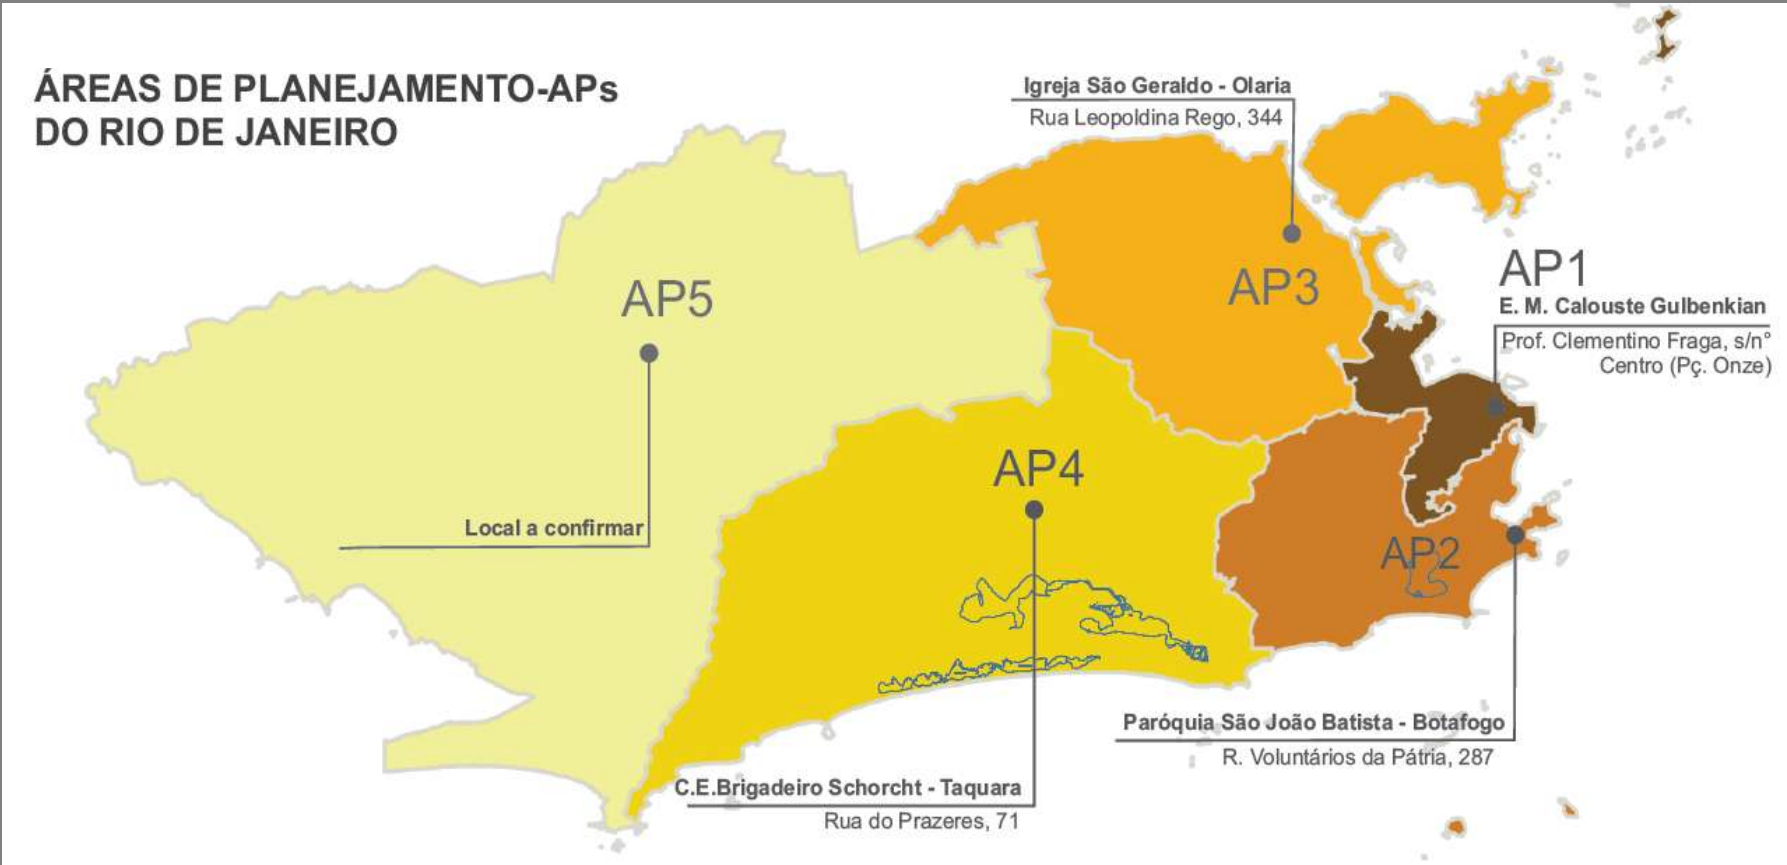 ÁREAS DE PLANEJAMENTO-APs
DO RIO DE JANEIRO
Igreja São Geraldo - Olaria
Rua Leopoldina Rego, 344
AP1
E. M. Calouste Gulbenkian
Prof. Clementino Fraga, s/n°
Centro (Pç. Onze)
AP3
AP5
AP4
Local a confirmar
AP2
Paróquia São João Batista - Botafogo
R. Voluntários da Pátria, 287
C.E.Brigadeiro Schorcht - Taquara
Rua do Prazeres, 71